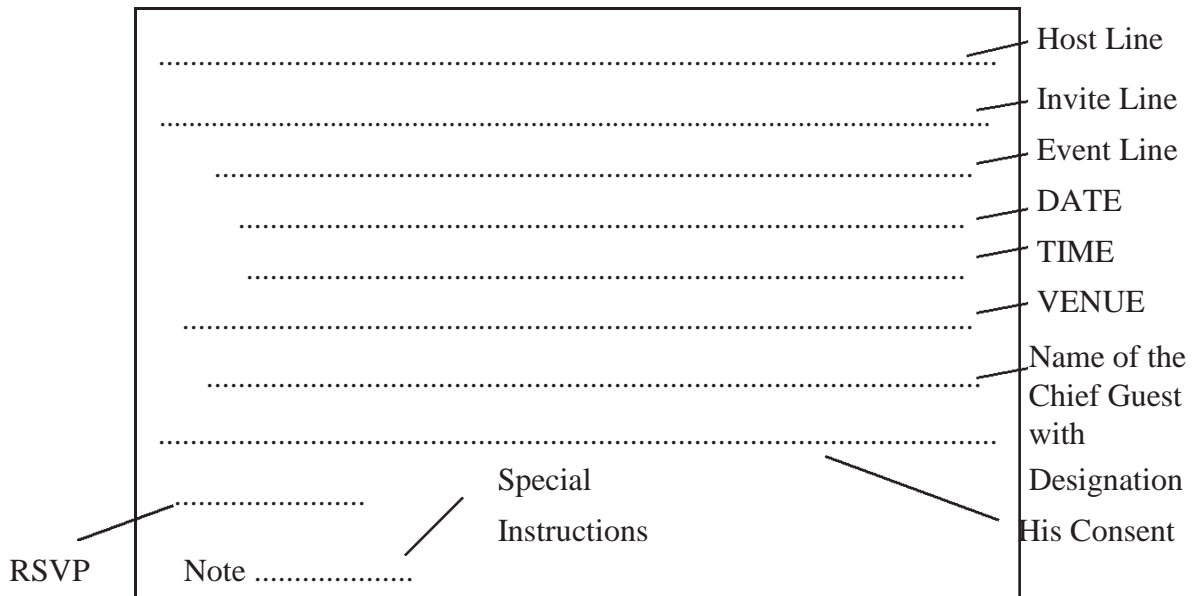 .......................................................................................................... Host Line
......................................................................................................... Invite Line
................................................................................................ Event Line
............................................................................................ DATE
........................................................................................... TIME
.................................................................................................... VENUE
.................................................................................................. Name of the
Chief Guest
.......................................................................................................... with
Special Designation
........................
Instructions His Consent
RSVP Note ....................